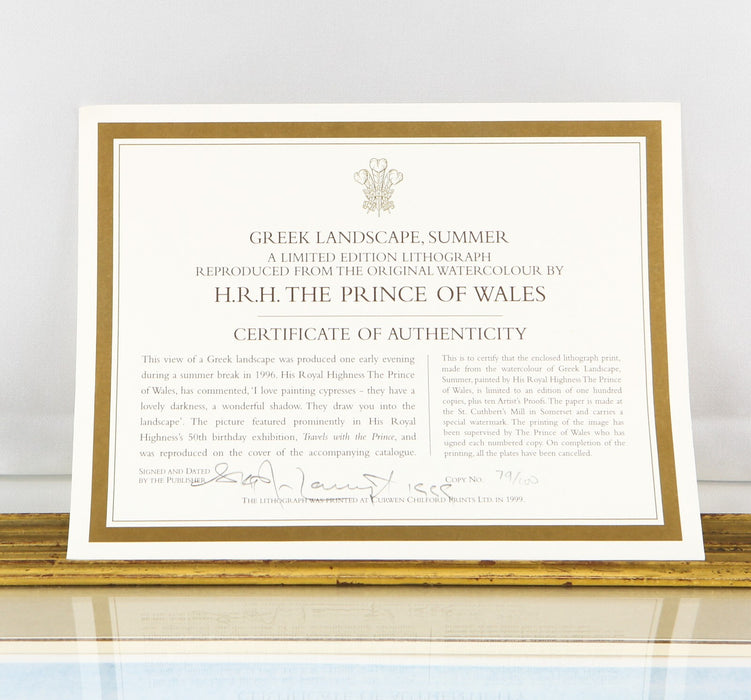 GREEK LANDSCAPE, SUMMER
A LIMITED EDITION LITHOGRAPH
REPRODUCED FROM THE ORIGINAL WATERCOLOUR BY
H.R.H. THE PRINCE OF WALES
CERTIFICATE OF AUTHENTICITY
This view of a Greek landscape was produced one early evening
during a summer break in 1996. His Royal Highness The Prince
of Wales, has commented, 'I love painting cypresses - they have a
lovely darkness, a wonderful shadow. They draw you into the
landscape'. The picture featured prominently in His Royal
Highness's 50th birthday exhibition, Travels with the Prince, and
was reproduced on the cover of the accompanying catalogue.
This is to certify that the enclosed lithograph print,
made from the watercolour of Greek Landscape,
Summer, painted by His Royal Highness The Prince
of Wales, is limited to an edition of one hundred
copies, plus ten Artist's Proofs. The paper is made at
the St. Cuthbert's Mill in Somerset and carries a
special watermark. The printing of the image has
been supervised by The Prince of Wales who has
signed each numbered copy. On completion of the
printing, all the plates have been cancelled.
SIGNED AND DATED
BY THE PUBLISHER
COPY NO. 79/100
THE LITHOGRAPH WAS PRINTED AT CURWEN CHILFORD PRINTS LTD. IN 1999.